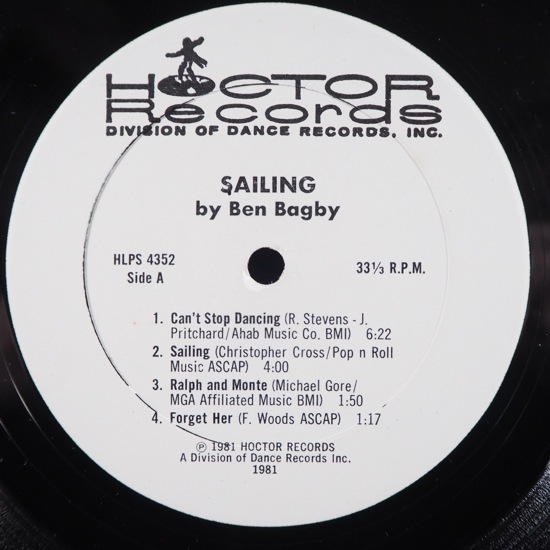 HOCTOR
Records
DIVISION OF DANCE RECORDS, INC.
SAILING
by Ben Bagby
HLPS 4352
Side A
33⅓ R.P.M.
1. Can't Stop Dancing (R. Stevens - J.
Pritchard/Ahab Music Co. BMI) 6:22
2. Sailing (Christopher Cross/Pop n Roll
Music ASCAP) 4:00
3. Ralph and Monte (Michael Gore/
MGA Affiliated Music BMI) 1:50
4. Forget Her (F. Woods ASCAP) 1:17
℗ 1981 HOCTOR RECORDS
A Division of Dance Records Inc.
1981